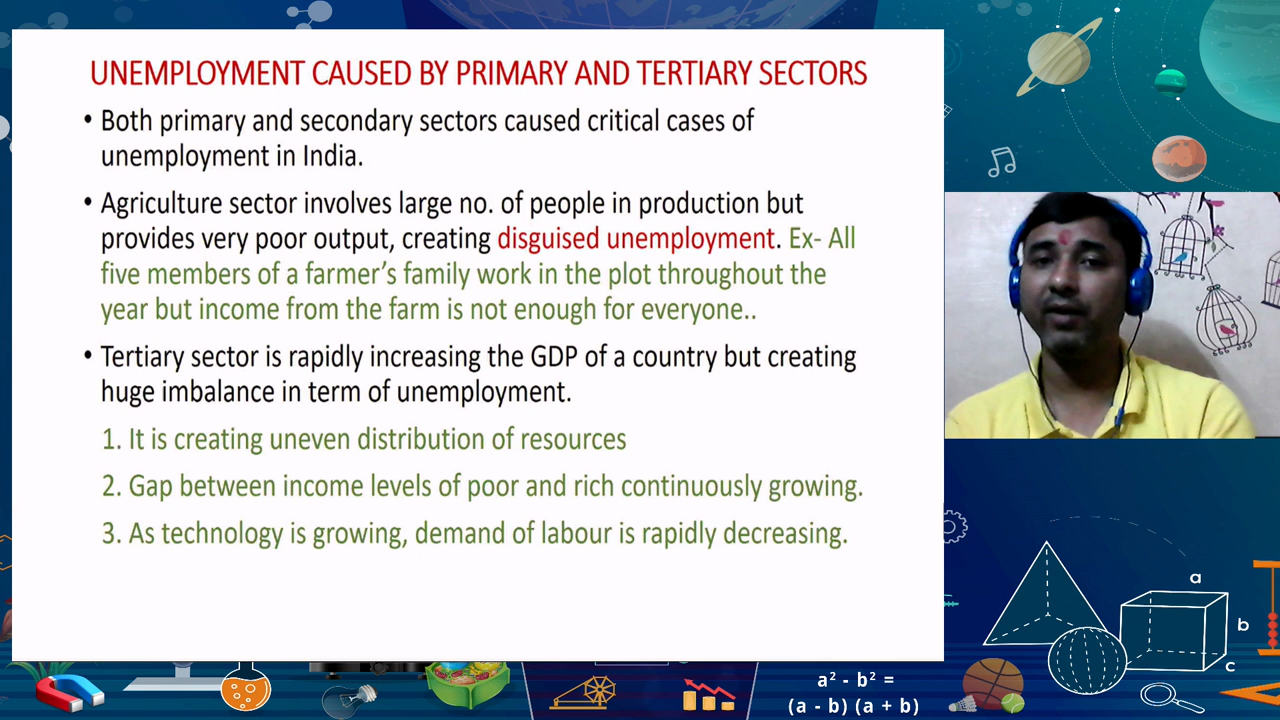 UNEMPLOYMENT CAUSED BY PRIMARY AND TERTIARY SECTORS
• Both primary and secondary sectors caused critical cases of
unemployment in India.
• Agriculture sector involves large no. of people in production but
provides very poor output, creating disguised unemployment. Ex- All
five members of a farmer's family work in the plot throughout the
year but income from the farm is not enough for everyone..
• Tertiary sector is rapidly increasing the GDP of a country but creating
huge imbalance in term of unemployment.
1. It is creating uneven distribution of resources
2. Gap between income levels of poor and rich continuously growing.
3. As technology is growing, demand of labour is rapidly decreasing.
a
b
c
a² - b² =
(a - b) (a + b)